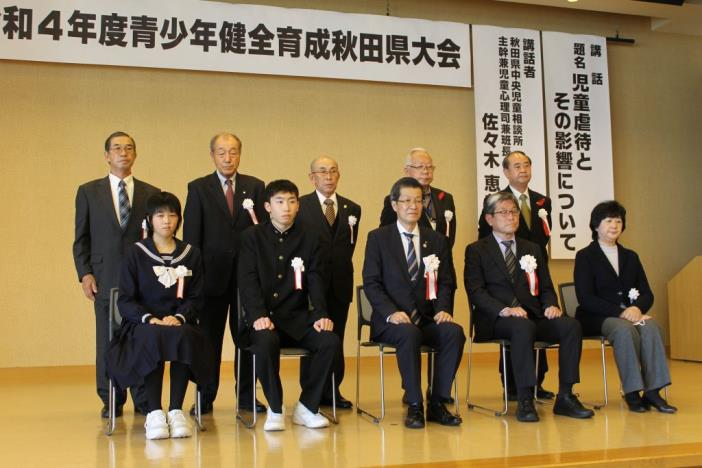 和４年度青少年健全育成秋田県大会
講話者
秋田県中央児童相談所
主幹兼児童心理司兼班長
佐々木 恵
講話
題名 児童虐待と
その影響について